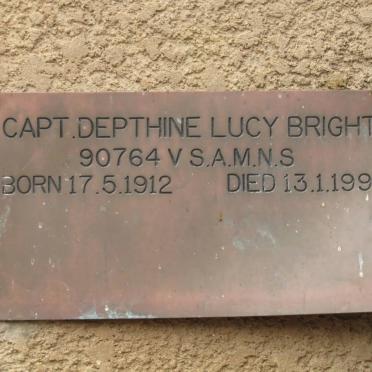 CAPT. DEPTHINE LUCY BRIGHT
90764 V S.A.M.N.S
BORN 17.5.1912 DIED 13.1.199